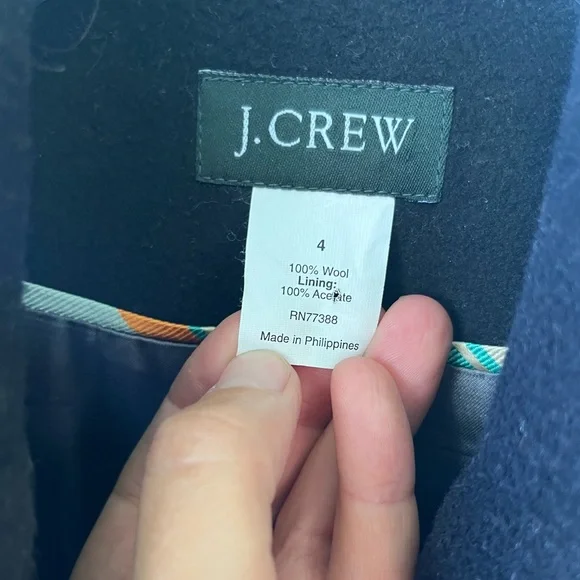 J.CREW
4
100% Wool
Lining:
100% Acetate
RN77388
Made in Philippines